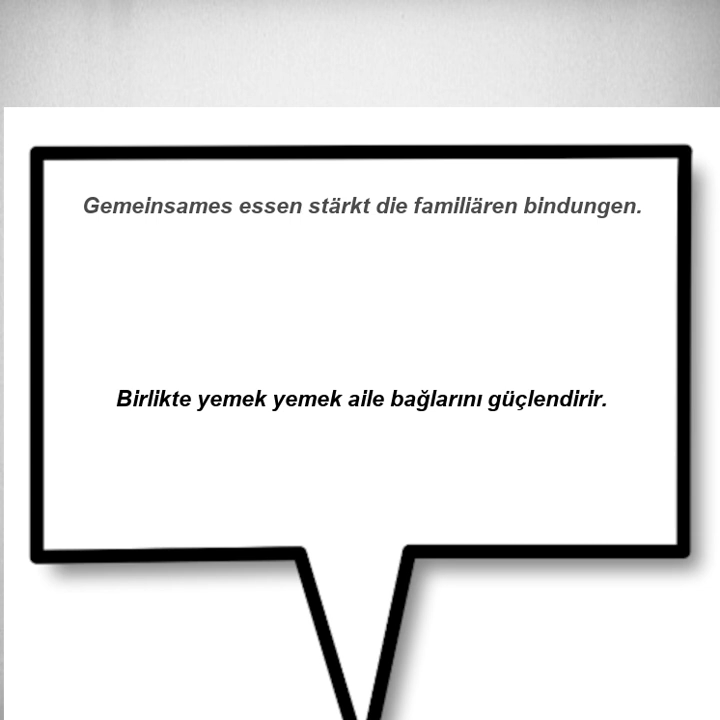 Gemeinsames essen stärkt die familiären bindungen.
Birlikte yemek yemek aile bağlarını güçlendirir.